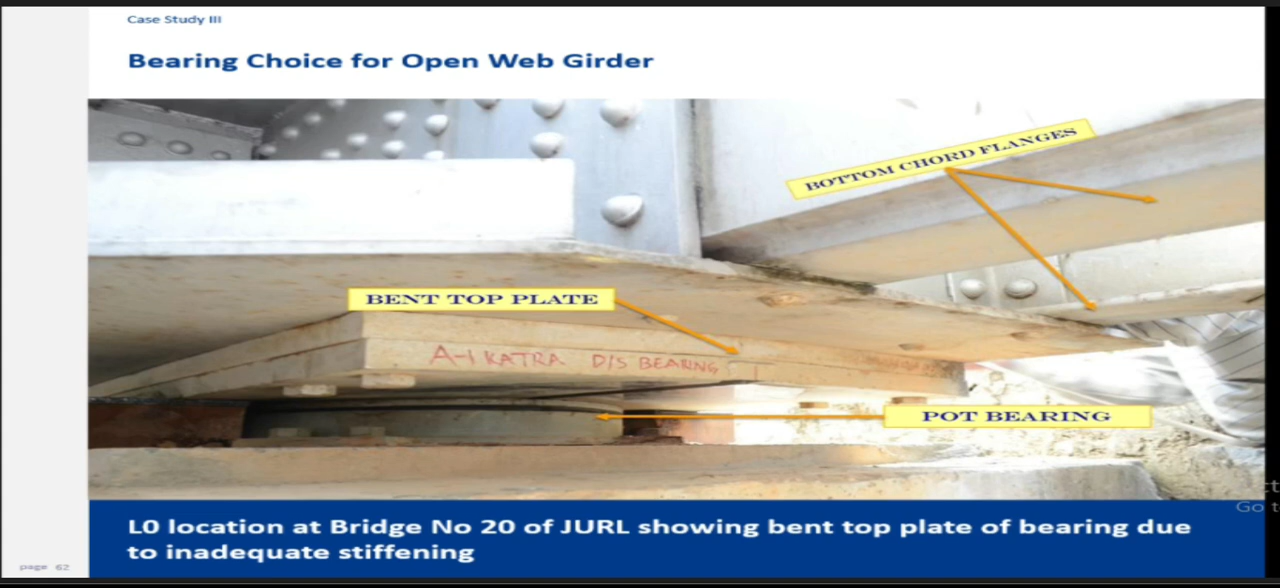 Case Study III
Bearing Choice for Open Web Girder
BOTTOM CHORD FLANGES
BENT TOP PLATE
A-1 KATRA D/S BEARNG
POT BEARING
L0 location at Bridge No 20 of JURL showing bent top plate of bearing due
to inadequate stiffening
page 62